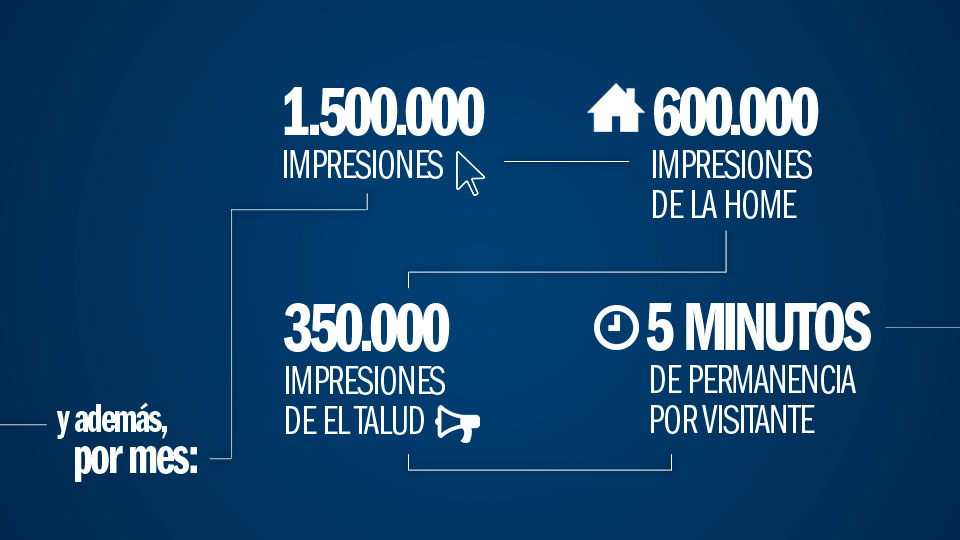 y además,
por mes:
1.500.000
IMPRESIONES
600.000
IMPRESIONES
DE LA HOME
350.000
IMPRESIONES
DE EL TALUD
5 MINUTOS
DE PERMANENCIA
POR VISITANTE